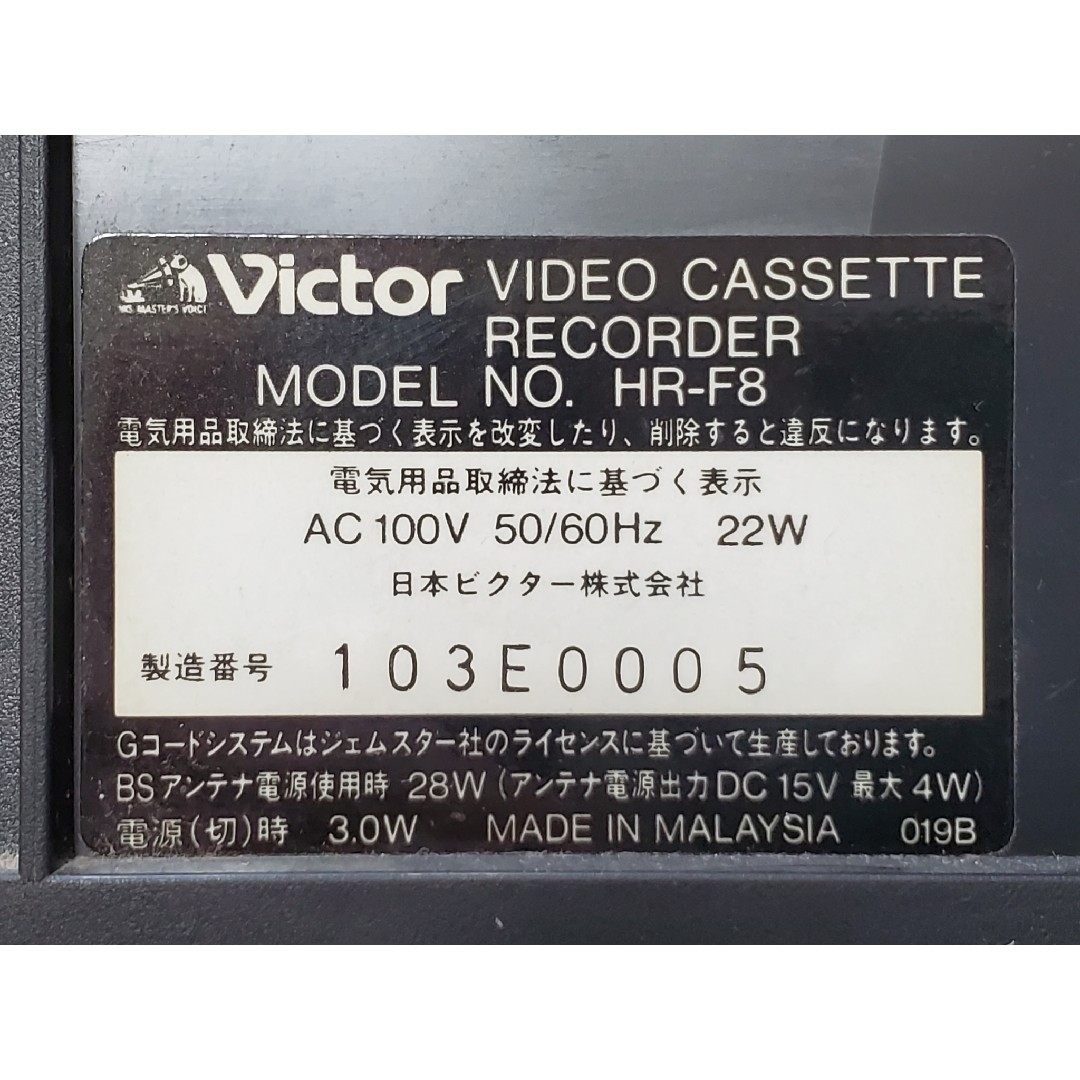 HIS MASTER'S VOICE
Victor VIDEO CASSETTE
RECORDER
MODEL NO. HR-F8
電気用品取締法に基づく表示を改変したり、削除すると違反になります。
電気用品取締法に基づく表示
AC 100V 50/60Hz 22W
日本ビクター株式会社
製造番号 103E0005
Gコードシステムはジェムスター社のライセンスに基づいて生産しております。
BSアンテナ電源使用時 28W (アンテナ電源出力 DC 15V 最大 4W)
電源(切)時 3.0W MADE IN MALAYSIA 019B